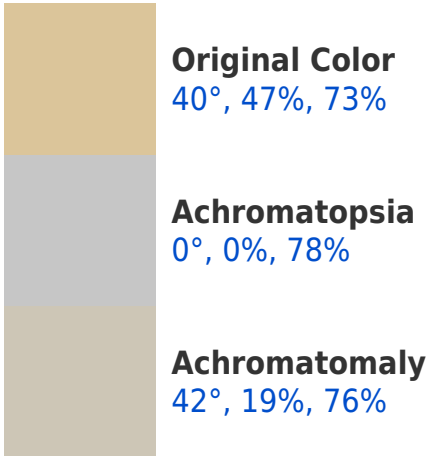 Original Color
40°, 47%, 73%
Achromatopsia
0°, 0%, 78%
Achromatomaly
42°, 19%, 76%